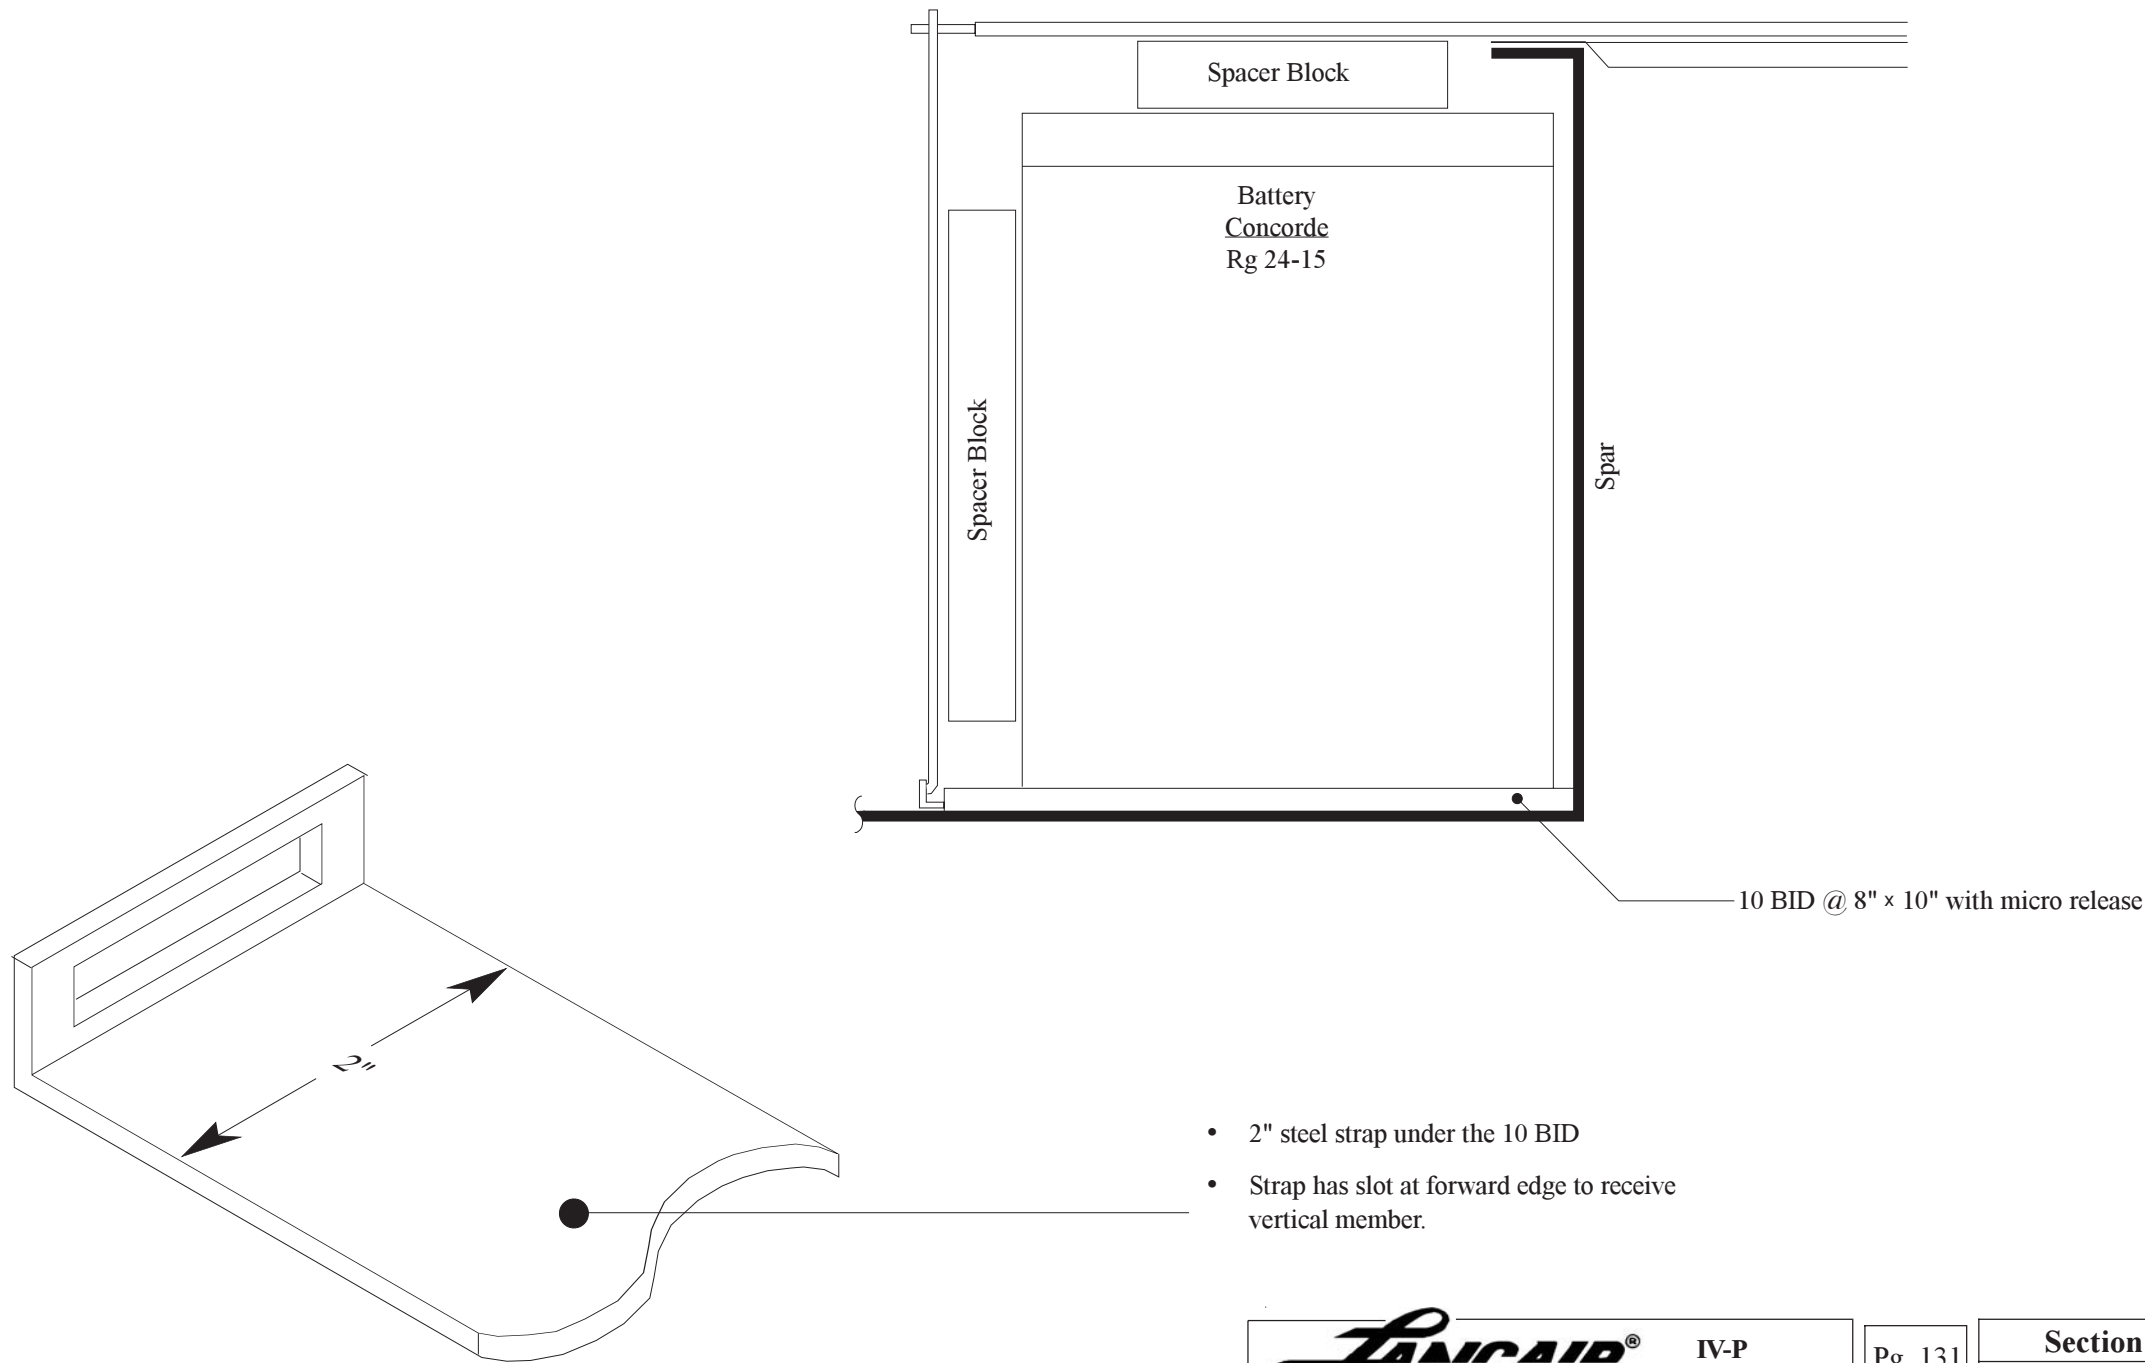 Spacer Block
Battery
Concorde
Rg 24-15
Spacer Block
Spar
10 BID @ 8" x 10" with micro release
2"
• 2" steel strap under the 10 BID
• Strap has slot at forward edge to receive
vertical member.
LANCAIR®
IV-P
Pg. 131
Section